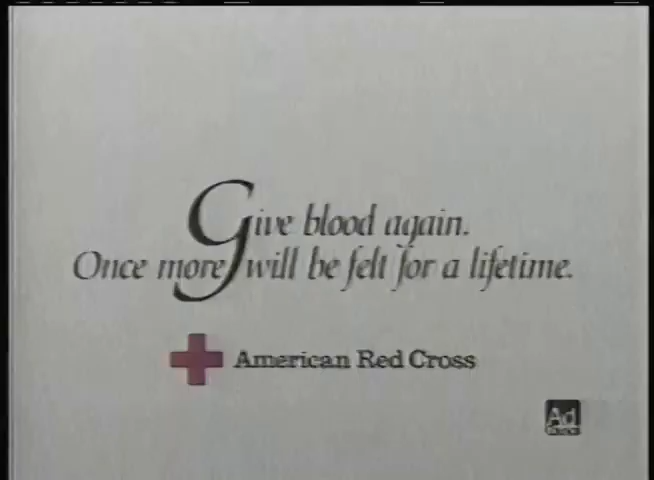 Give blood again.
Once more will be felt for a lifetime.
American Red Cross
Ad